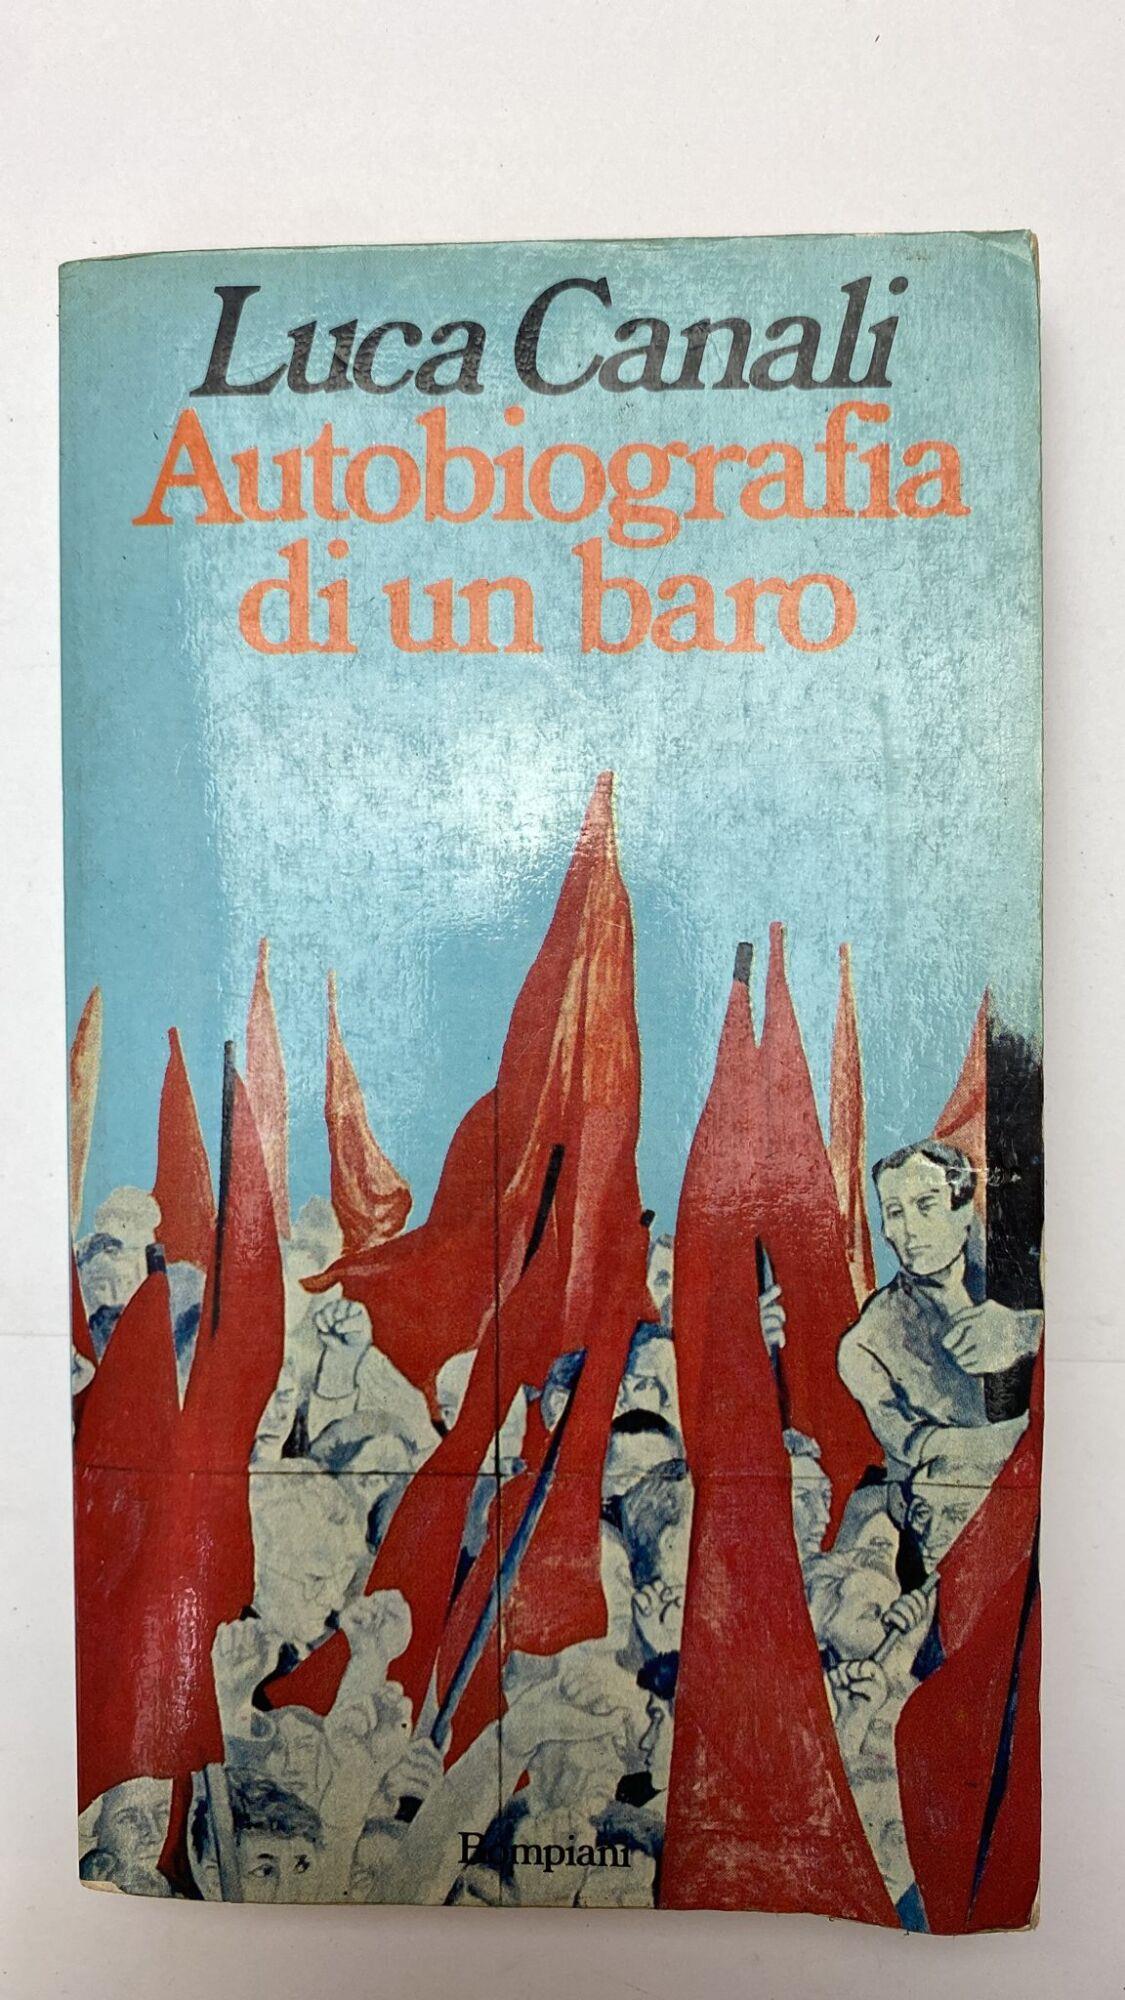 Luca Canali
Autobiografia
di un baro
Bompiani